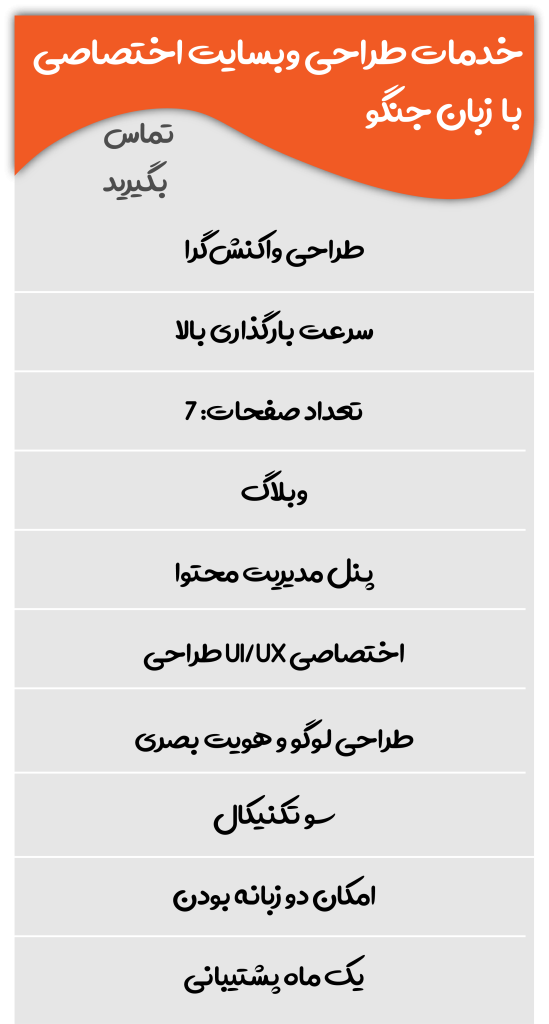 خدمات طراحی وبسایت اختصاصی
با زبان جنگو
تماس
بگیرید
طراحی واکنش‌گرا
سرعت بارگذاری بالا
تعداد صفحات: 7
وبلاگ
پنل مدیریت محتوا
اختصاصی UI/UX طراحی
طراحی لوگو و هویت بصری
سو تکنیکال
امکان دو زبانه بودن
یک ماه پشتیبانی